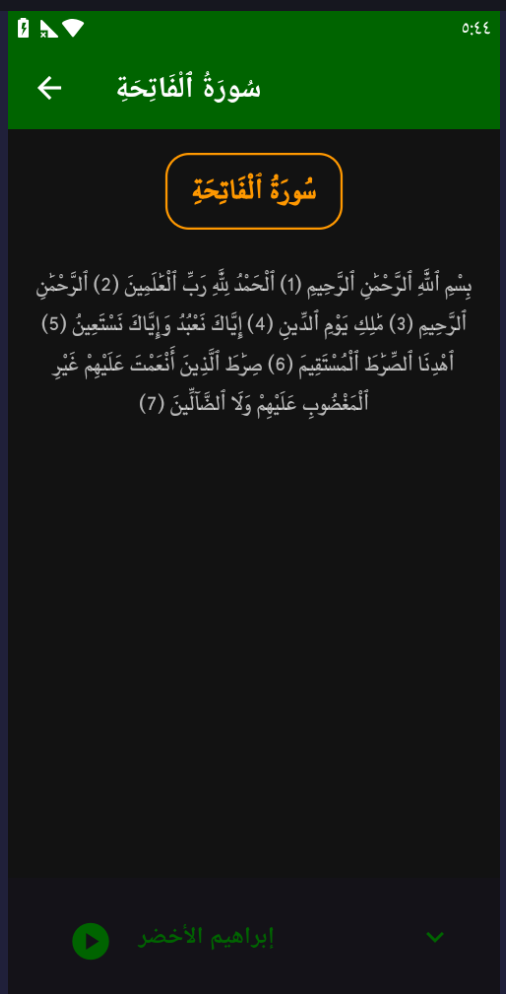 ٥:٤٤
سُورَةُ ٱلْفَاتِحَةِ
سُورَةُ ٱلْفَاتِحَةِ
بِسْمِ ٱللَّهِ ٱلرَّحْمَٰنِ ٱلرَّحِيمِ (1) ٱلْحَمْدُ لِلَّهِ رَبِّ ٱلْعَٰلَمِينَ (2) ٱلرَّحْمَٰنِ
ٱلرَّحِيمِ (3) مَٰلِكِ يَوْمِ ٱلدِّينِ (4) إِيَّاكَ نَعْبُدُ وَإِيَّاكَ نَسْتَعِينُ (5)
ٱهْدِنَا ٱلصِّرَٰطَ ٱلْمُسْتَقِيمَ (6) صِرَٰطَ ٱلَّذِينَ أَنْعَمْتَ عَلَيْهِمْ غَيْرِ
ٱلْمَغْضُوبِ عَلَيْهِمْ وَلَا ٱلضَّآلِّينَ (7)
إبراهيم الأخضر